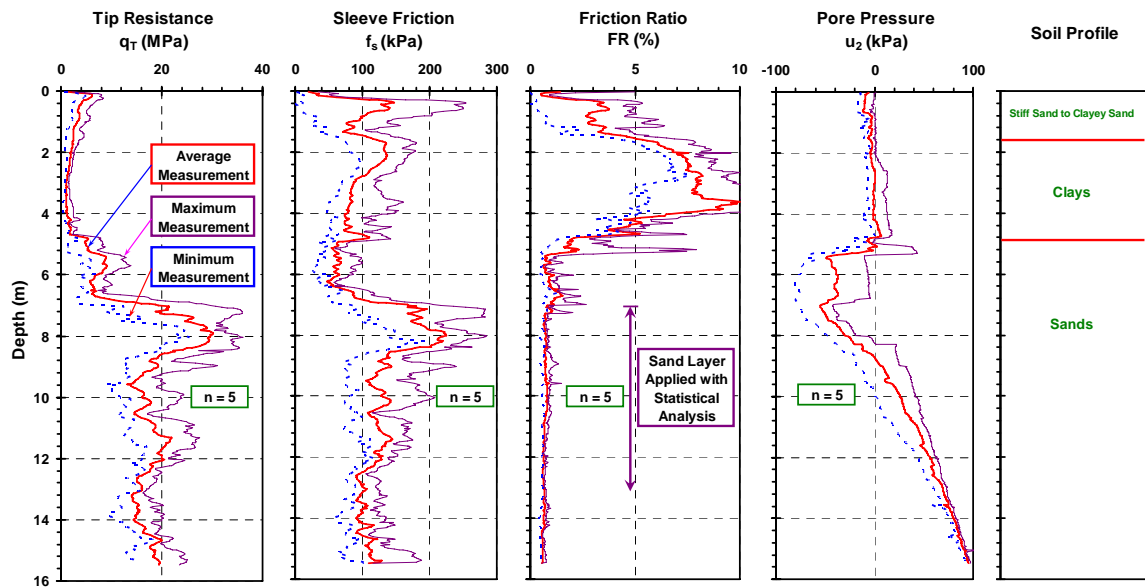 Tip Resistance
qT (MPa)
Sleeve Friction
fs (kPa)
Friction Ratio
FR (%)
Pore Pressure
u2 (kPa)
Soil Profile
0 20 40
0 100 200 300
0 5 10
-100 0 100
Depth (m)
0
2
4
6
8
10
12
14
16
Average
Measurement
Maximum
Measurement
Minimum
Measurement
n = 5
n = 5
n = 5
Sand Layer
Applied with
Statistical
Analysis
n = 5
Stiff Sand to Clayey Sand
Clays
Sands